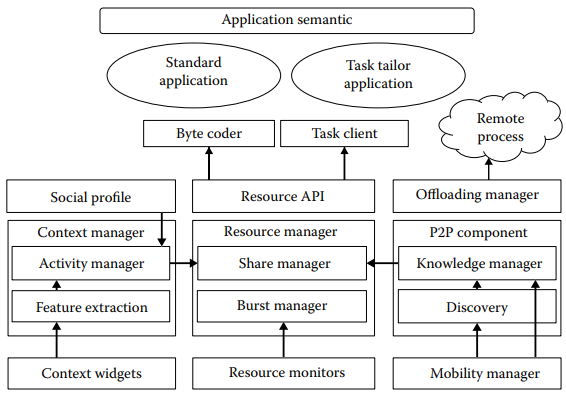 Application semantic
Standard
application
Task tailor
application
Remote
process
Byte coder
Task client
Social profile
Resource API
Offloading manager
Context manager
Resource manager
P2P component
Activity manager
Share manager
Knowledge manager
Feature extraction
Burst manager
Discovery
Context widgets
Resource monitors
Mobility manager